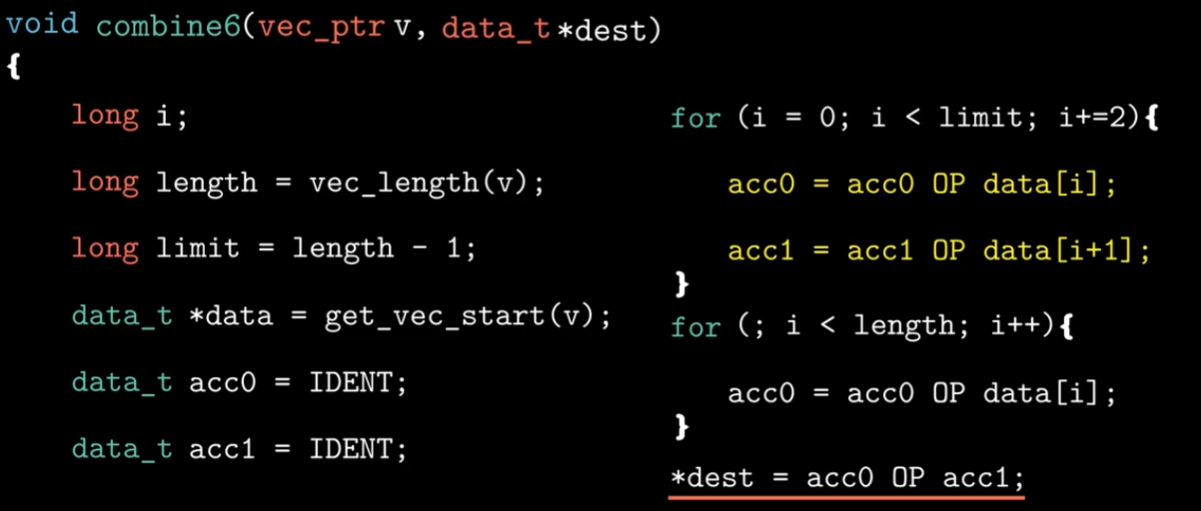 void combine6(vec_ptr v, data_t *dest)
{
long i;
long length = vec_length(v);
long limit = length - 1;
data_t *data = get_vec_start(v);
data_t acc0 = IDENT;
data_t acc1 = IDENT;
for (i = 0; i < limit; i+=2){
acc0 = acc0 OP data[i];
acc1 = acc1 OP data[i+1];
}
for (; i < length; i++){
acc0 = acc0 OP data[i];
}
*dest = acc0 OP acc1;